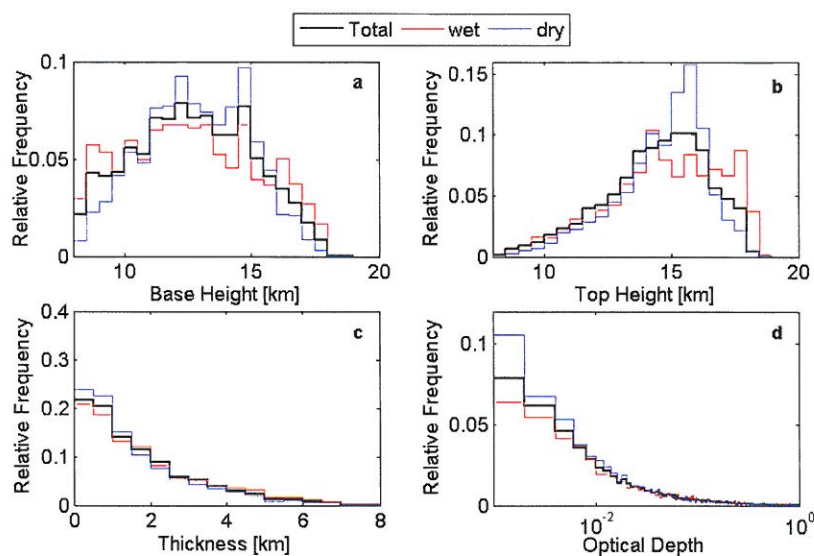 Total wet dry
a
0.1
0.05
0
Relative Frequency
10 15 20
Base Height [km]
b
0.15
0.1
0.05
0
Relative Frequency
10 15 20
Top Height [km]
c
0.4
0.3
0.2
0.1
0
Relative Frequency
0 2 4 6 8
Thickness [km]
d
0.1
0.05
0
Relative Frequency
10-2 100
Optical Depth